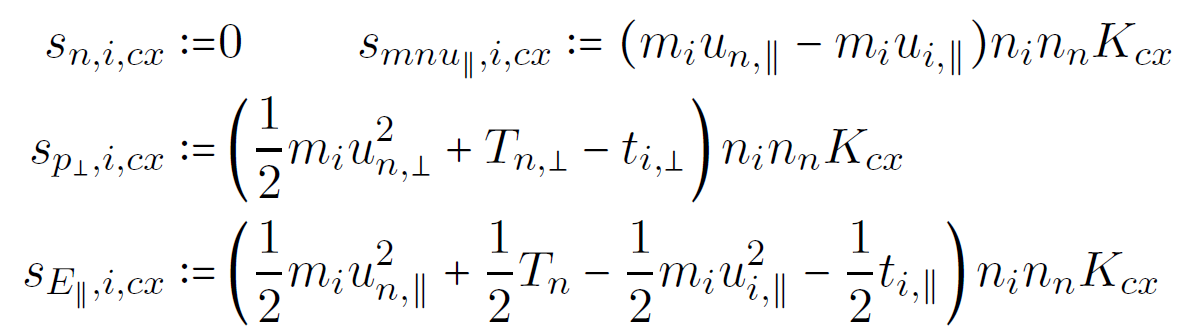 $s_{n,i,cx} := 0 \qquad s_{mnu_{\parallel},i,cx} := (m_i u_{n,\parallel} - m_i u_{i,\parallel}) n_i n_n K_{cx}$
$s_{p_{\perp},i,cx} := \left( \frac{1}{2} m_i u_{n,\perp}^2 + T_{n,\perp} - t_{i,\perp} \right) n_i n_n K_{cx}$
$s_{E_{\parallel},i,cx} := \left( \frac{1}{2} m_i u_{n,\parallel}^2 + \frac{1}{2} T_n - \frac{1}{2} m_i u_{i,\parallel}^2 - \frac{1}{2} t_{i,\parallel} \right) n_i n_n K_{cx}$